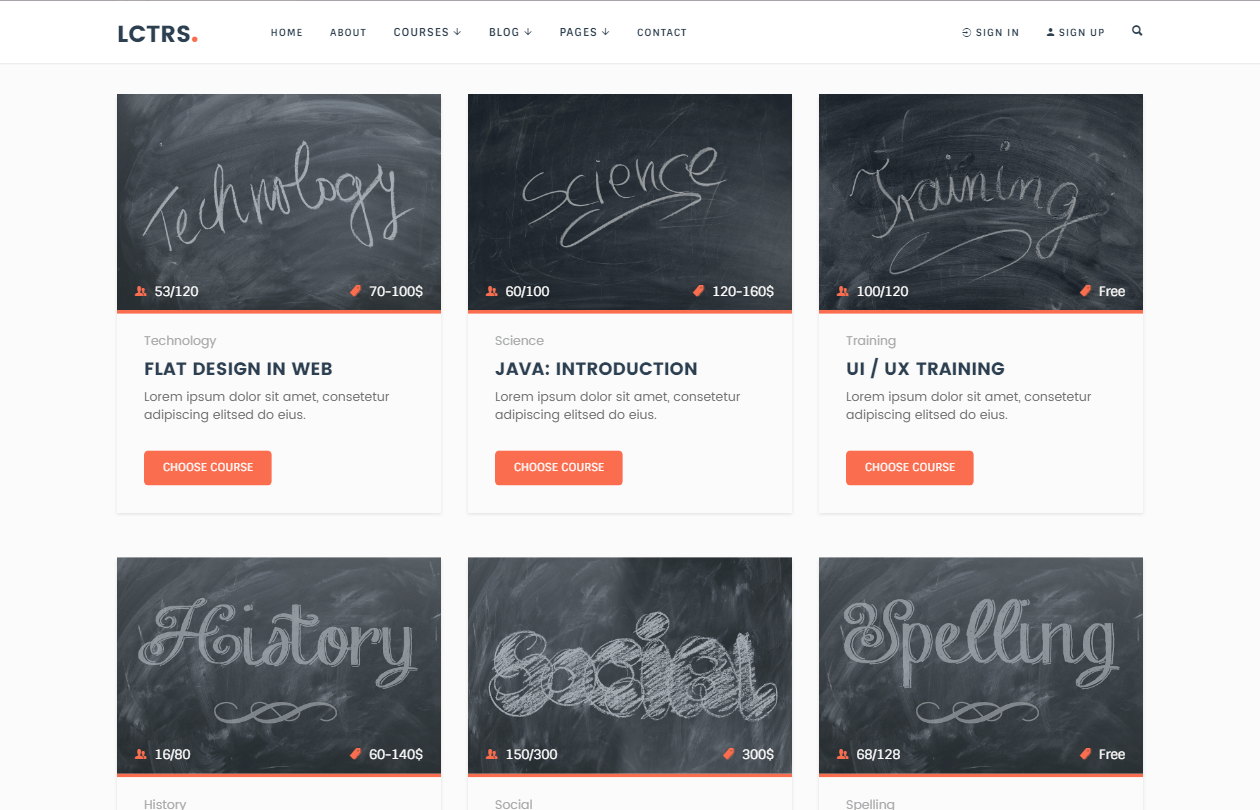 LCTRS.
HOME ABOUT COURSES BLOG PAGES CONTACT SIGN IN SIGN UP
Technology
53/120 70-100$
Technology
FLAT DESIGN IN WEB
Lorem ipsum dolor sit amet, consetetur
adipiscing elitsed do eius.
CHOOSE COURSE
Science
60/100 120-160$
Science
JAVA: INTRODUCTION
Lorem ipsum dolor sit amet, consetetur
adipiscing elitsed do eius.
CHOOSE COURSE
Training
100/120 Free
Training
UI / UX TRAINING
Lorem ipsum dolor sit amet, consetetur
adipiscing elitsed do eius.
CHOOSE COURSE
History
16/80 60-140$
History
Social
150/300 300$
Social
Spelling
68/128 Free
Spelling